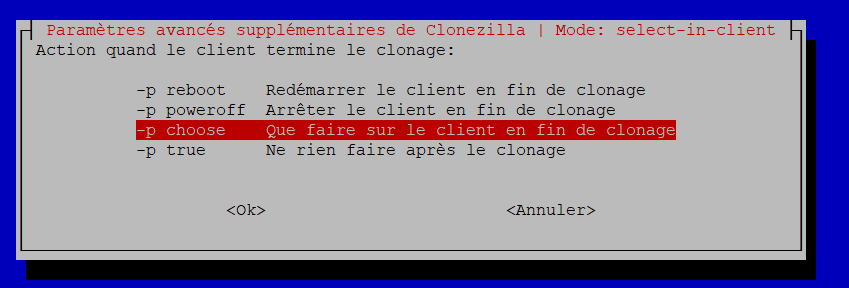 Paramètres avancés supplémentaires de Clonezilla | Mode: select-in-client
Action quand le client termine le clonage:
-p reboot Redémarrer le client en fin de clonage
-p poweroff Arrêter le client en fin de clonage
-p choose Que faire sur le client en fin de clonage
-p true Ne rien faire après le clonage
<Ok> <Annuler>